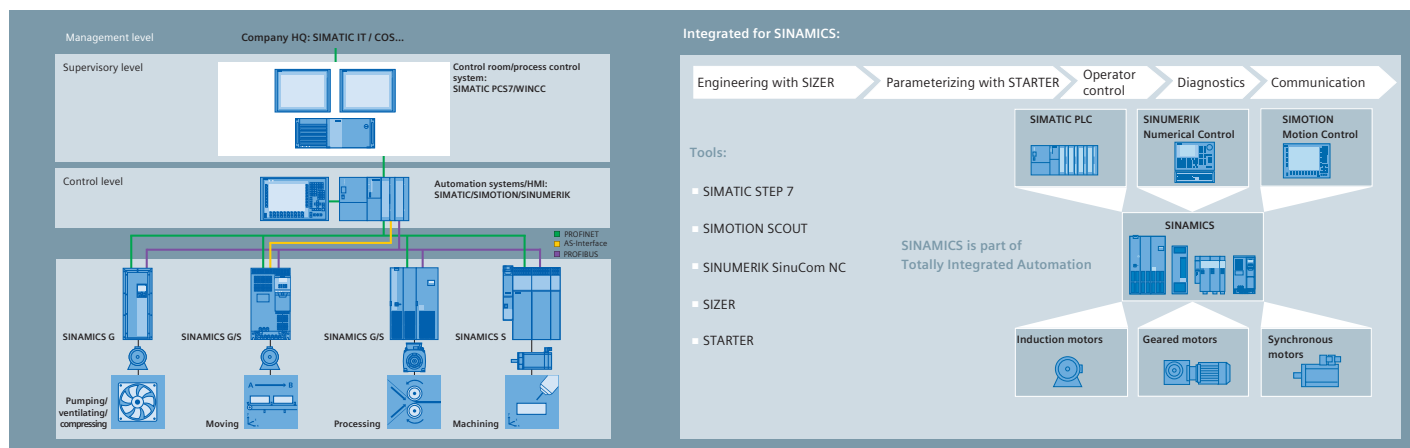 Management level
Company HQ: SIMATIC IT / COS...
Supervisory level
Control room/process control
system:
SIMATIC PCS7/WINCC
Control level
Automation systems/HMI:
SIMATIC/SIMOTION/SINUMERIK
PROFINET
AS-Interface
PROFIBUS
SINAMICS G
SINAMICS G/S
SINAMICS G/S
SINAMICS S
A
B
Pumping/
ventilating/
compressing
Moving
Processing
Machining
Integrated for SINAMICS:
Engineering with SIZER
Parameterizing with STARTER
Operator
control
Diagnostics
Communication
SIMATIC PLC
SINUMERIK
Numerical Control
SIMOTION
Motion Control
Tools:
SIMATIC STEP 7
SIMOTION SCOUT
SINUMERIK SinuCom NC
SIZER
STARTER
SINAMICS is part of
Totally Integrated Automation
SINAMICS
Induction motors
Geared motors
Synchronous
motors